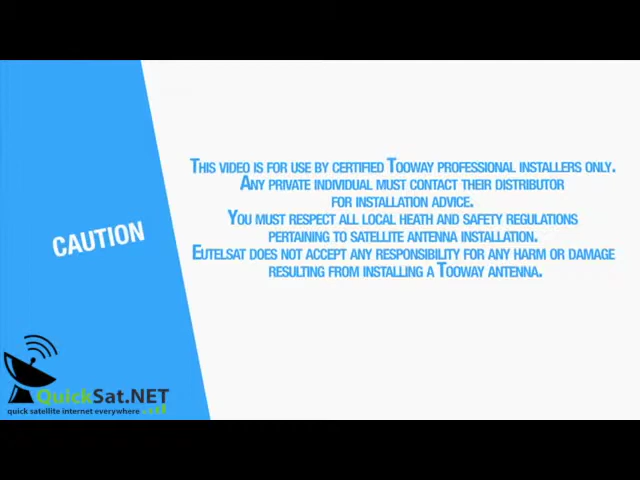 THIS VIDEO IS FOR USE BY CERTIFIED TOOWAY PROFESSIONAL INSTALLERS ONLY.
ANY PRIVATE INDIVIDUAL MUST CONTACT THEIR DISTRIBUTOR
FOR INSTALLATION ADVICE.
YOU MUST RESPECT ALL LOCAL HEATH AND SAFETY REGULATIONS
PERTAINING TO SATELLITE ANTENNA INSTALLATION.
EUTELSAT DOES NOT ACCEPT ANY RESPONSIBILITY FOR ANY HARM OR DAMAGE
RESULTING FROM INSTALLING A TOOWAY ANTENNA.
CAUTION
QuickSat.NET
quick satellite internet everywhere